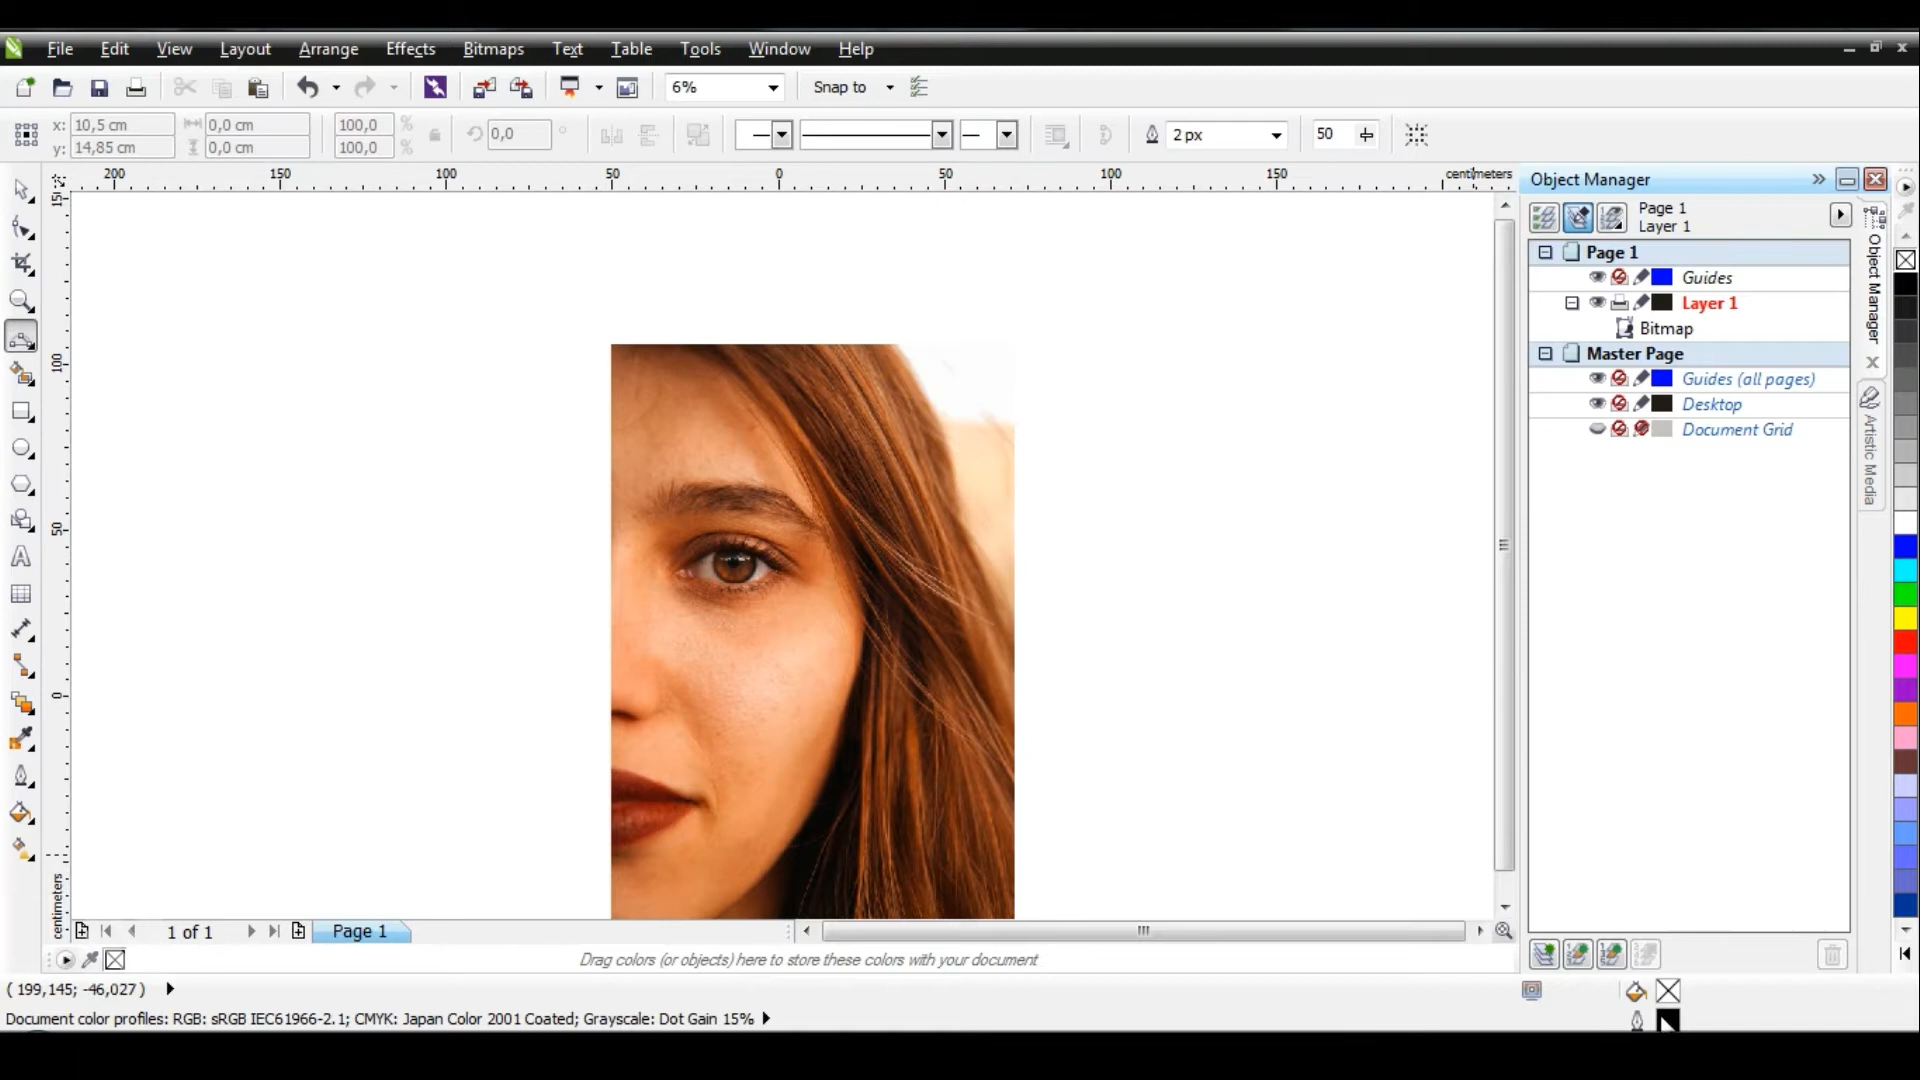 File Edit View Layout Arrange Effects Bitmaps Text Table Tools Window Help
6% Snap to
x: 10,5 cm 0,0 cm 100,0 % 0,0 ° 2 px 50
y: 14,85 cm 0,0 cm 100,0 %
200 150 100 50 0 50 100 150 centimeters
100
50
0
centimeters
Object Manager
Page 1
Layer 1
Page 1
Guides
Layer 1
Bitmap
Master Page
Guides (all pages)
Desktop
Document Grid
Object Manager
Artistic Media
1 of 1 Page 1
Drag colors (or objects) here to store these colors with your document
( 199,145; -46,027 )
Document color profiles: RGB: sRGB IEC61966-2.1; CMYK: Japan Color 2001 Coated; Grayscale: Dot Gain 15%